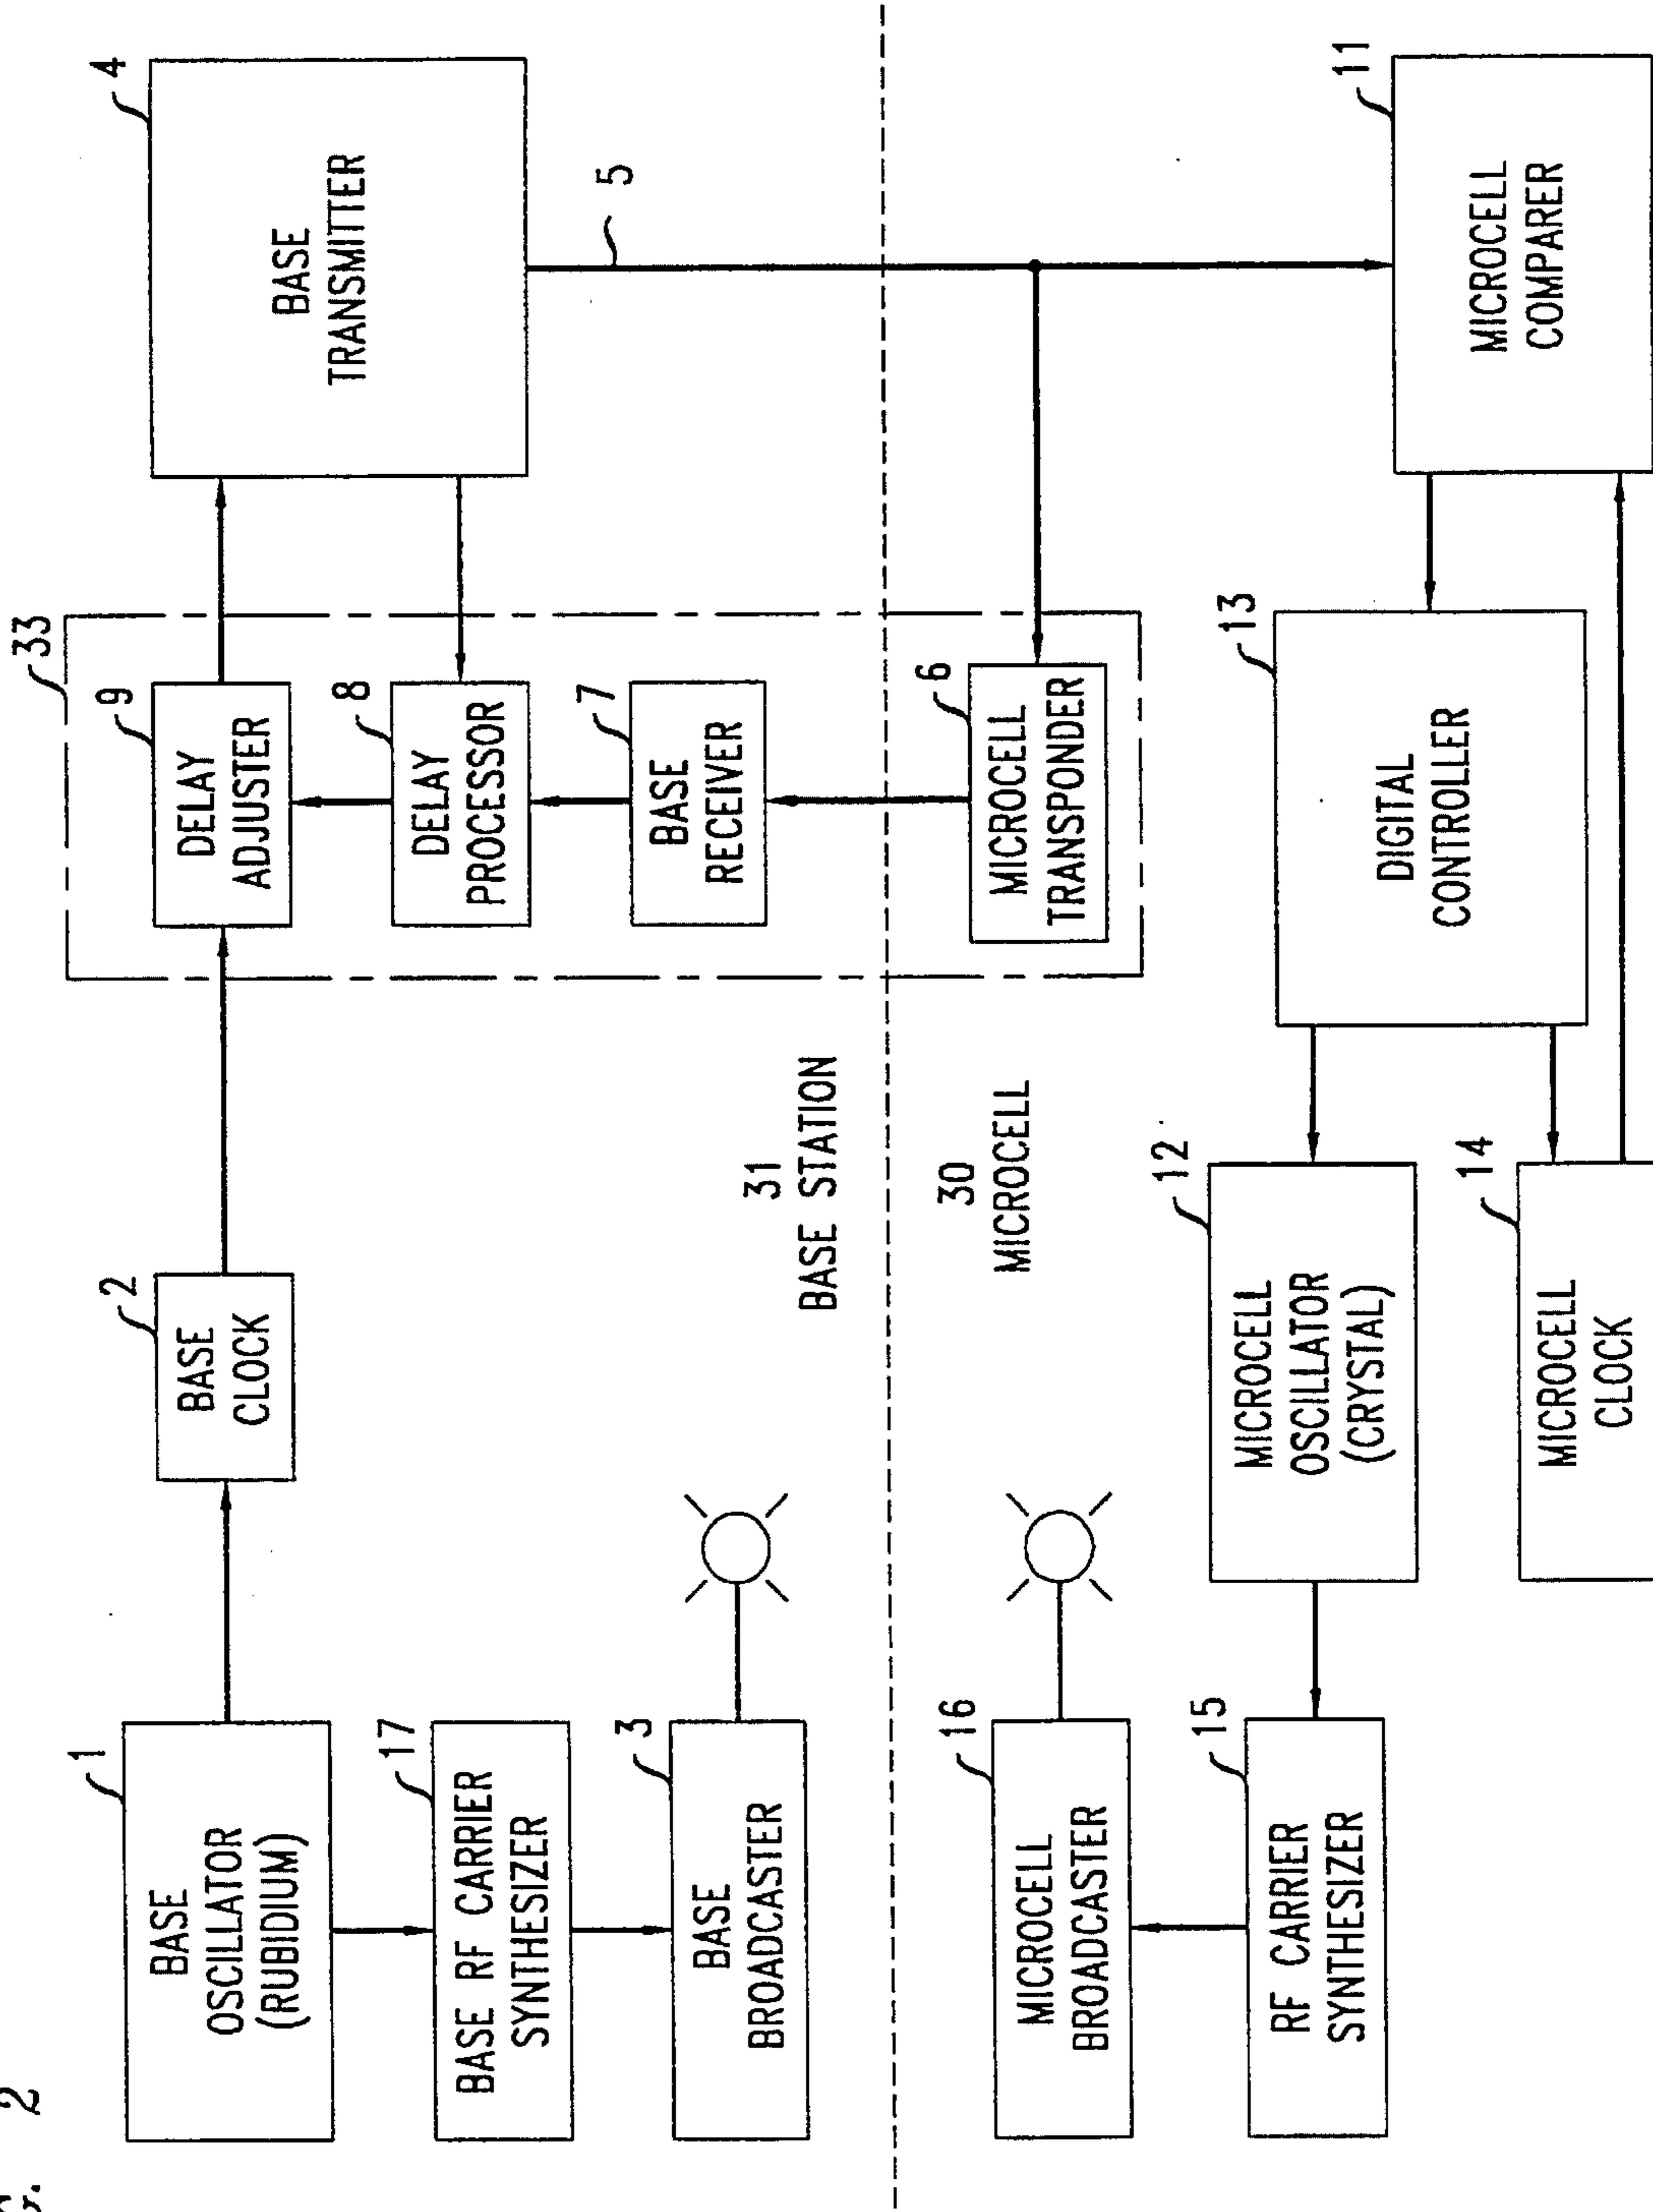 2
1
BASE
OSCILLATOR
(RUBIDIUM)
2
BASE
CLOCK
33
9
DELAY
ADJUSTER
4
BASE
TRANSMITTER
17
BASE RF CARRIER
SYNTHESIZER
8
DELAY
PROCESSOR
3
BASE
BROADCASTER
7
BASE
RECEIVER
5
31
BASE STATION
30
MICROCELL
16
MICROCELL
BROADCASTER
6
MICROCELL
TRANSPONDER
15
RF CARRIER
SYNTHESIZER
12
MICROCELL
OSCILLATOR
(CRYSTAL)
13
DIGITAL
CONTROLLER
11
MICROCELL
COMPARER
14
MICROCELL
CLOCK